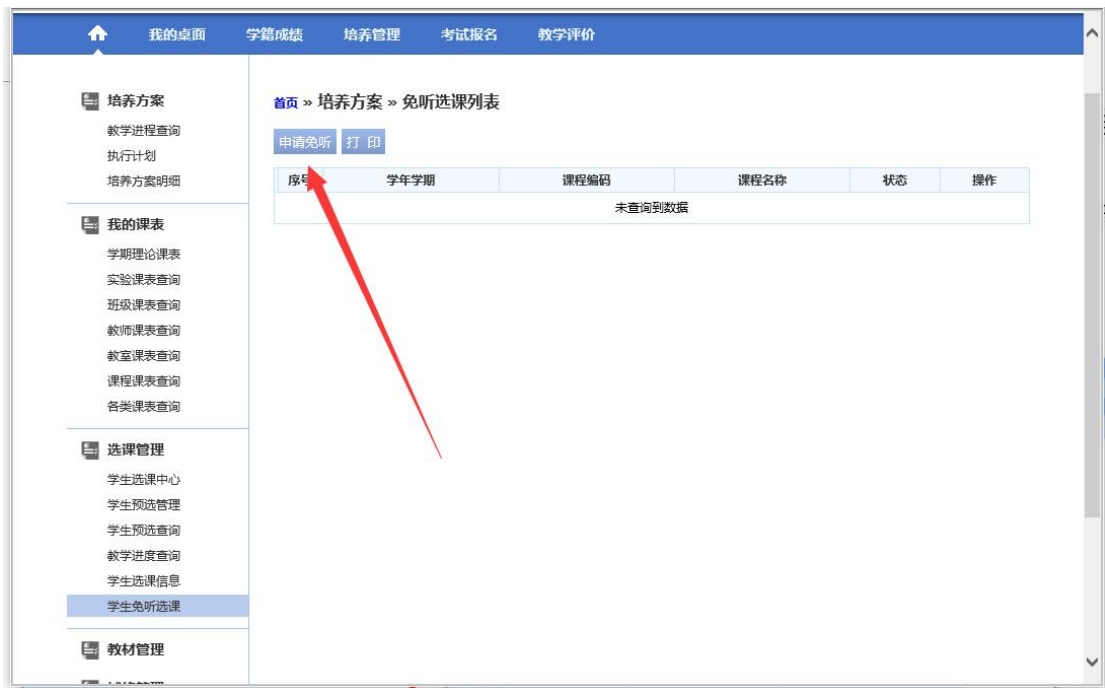 我的桌面 学籍成绩 培养管理 考试报名 教学评价
培养方案
教学进程查询
执行计划
培养方案明细
我的课表
学期理论课表
实验课表查询
班级课表查询
教师课表查询
教室课表查询
课程课表查询
各类课表查询
选课管理
学生选课中心
学生预选管理
学生预选查询
教学进度查询
学生选课信息
学生免听选课
教材管理
首页 » 培养方案 » 免听选课列表
申请免听 打 印
序号 学年学期 课程编码 课程名称 状态 操作
未查询到数据